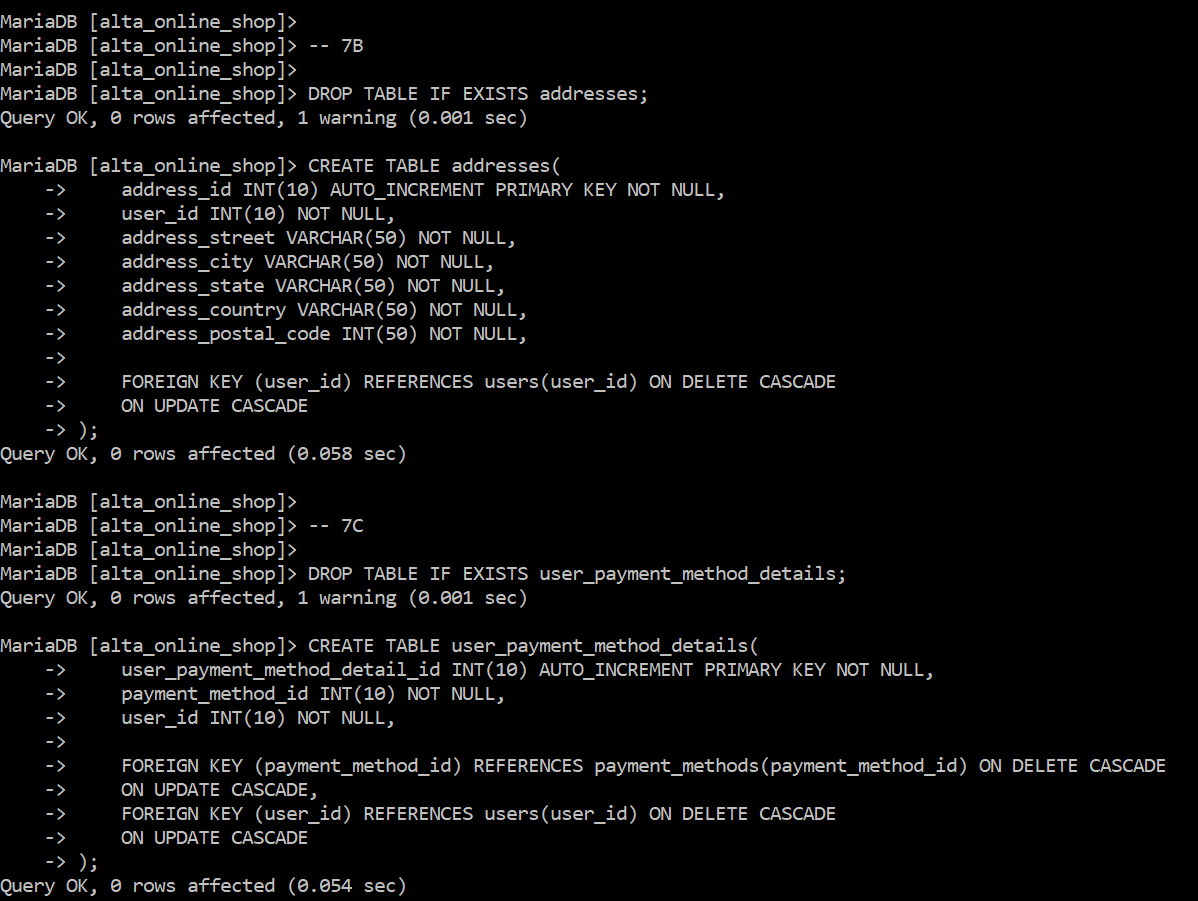 MariaDB [alta_online_shop]>
MariaDB [alta_online_shop]> -- 7B
MariaDB [alta_online_shop]>
MariaDB [alta_online_shop]> DROP TABLE IF EXISTS addresses;
Query OK, 0 rows affected, 1 warning (0.001 sec)

MariaDB [alta_online_shop]> CREATE TABLE addresses(
    ->     address_id INT(10) AUTO_INCREMENT PRIMARY KEY NOT NULL,
    ->     user_id INT(10) NOT NULL,
    ->     address_street VARCHAR(50) NOT NULL,
    ->     address_city VARCHAR(50) NOT NULL,
    ->     address_state VARCHAR(50) NOT NULL,
    ->     address_country VARCHAR(50) NOT NULL,
    ->     address_postal_code INT(50) NOT NULL,
    ->
    ->     FOREIGN KEY (user_id) REFERENCES users(user_id) ON DELETE CASCADE
    ->     ON UPDATE CASCADE
    -> );
Query OK, 0 rows affected (0.058 sec)

MariaDB [alta_online_shop]>
MariaDB [alta_online_shop]> -- 7C
MariaDB [alta_online_shop]>
MariaDB [alta_online_shop]> DROP TABLE IF EXISTS user_payment_method_details;
Query OK, 0 rows affected, 1 warning (0.001 sec)

MariaDB [alta_online_shop]> CREATE TABLE user_payment_method_details(
    ->     user_payment_method_detail_id INT(10) AUTO_INCREMENT PRIMARY KEY NOT NULL,
    ->     payment_method_id INT(10) NOT NULL,
    ->     user_id INT(10) NOT NULL,
    ->
    ->     FOREIGN KEY (payment_method_id) REFERENCES payment_methods(payment_method_id) ON DELETE CASCADE
    ->     ON UPDATE CASCADE,
    ->     FOREIGN KEY (user_id) REFERENCES users(user_id) ON DELETE CASCADE
    ->     ON UPDATE CASCADE
    -> );
Query OK, 0 rows affected (0.054 sec)